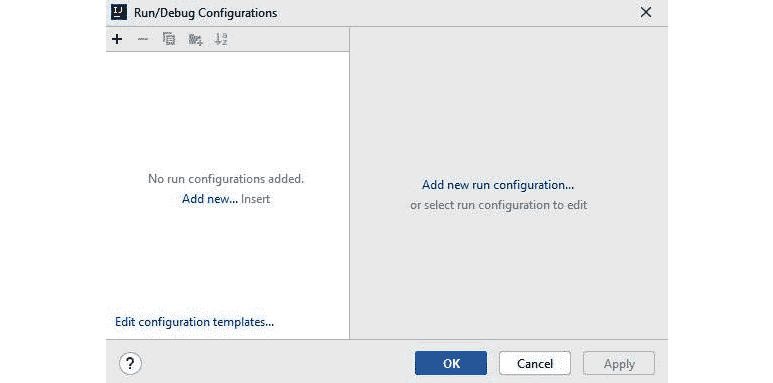 IJ Run/Debug Configurations
No run configurations added.
Add new... Insert
Add new run configuration...
or select run configuration to edit
Edit configuration templates...
? OK Cancel Apply